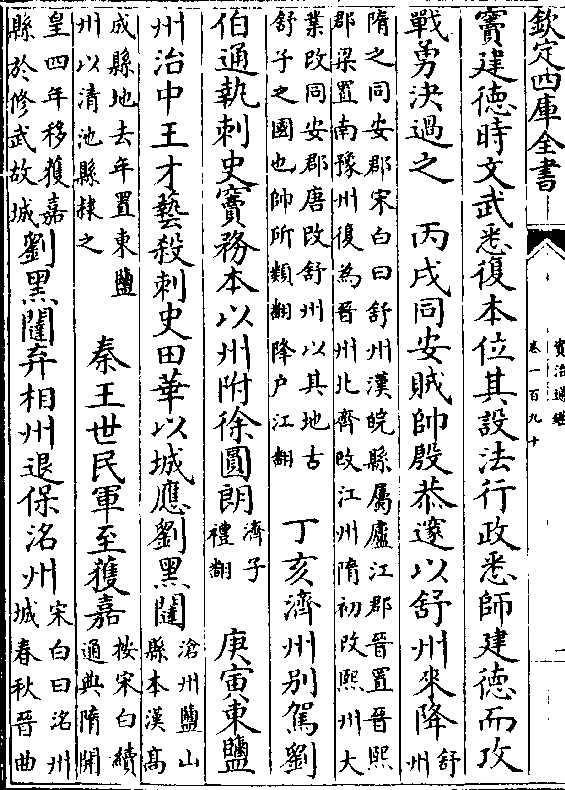 欽定四庫全書
資治通鑑
卷一百九十
竇建德時文武悉復本位其設法行政悉師建德而攻
戰勇決過之　丙戌同安賊帥殷恭邃以舒州來降
舒
州
隋之同安郡宋白曰舒州漢皖縣屬廬江郡晉置晉熙
郡梁置南豫州復為晉州北齊改江州隋初改熙州大
業改同安郡唐改舒州以其地古
舒子之國也帥所類翻降户江翻
丁亥濟州别駕劉
伯通執刺史竇務本以州附徐圓朗
濟子
禮翻
庚寅東鹽
州治中王才藝殺刺史田華以城應劉黑闥
滄州鹽山
縣本漢高
成縣地去年置東鹽
州以清池縣隸之
秦王世民軍至獲嘉
按宋白續
通典隋開
皇四年移獲嘉
縣於修武故城
劉黑闥弃相州退保洺州
宋白曰洺州
城春秋晉曲